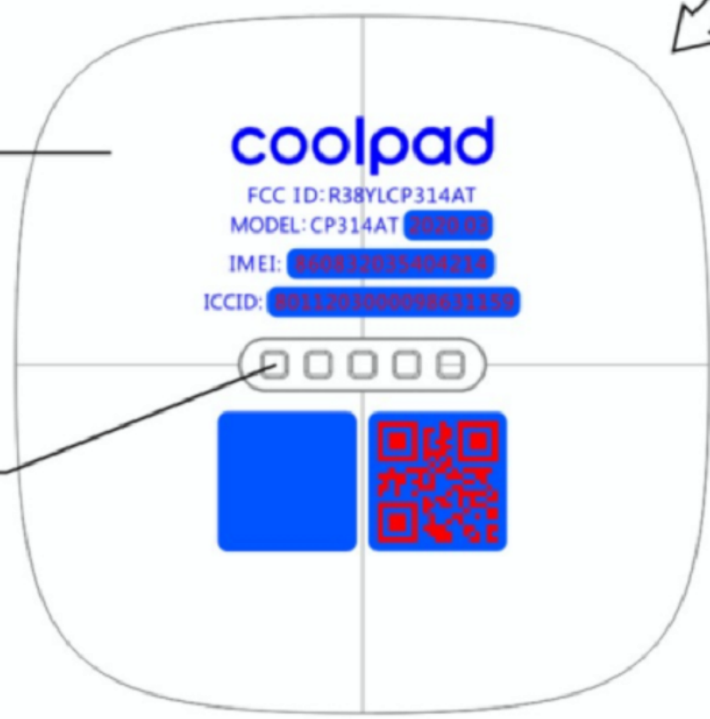 coolpad
FCC ID:R38YLCP314AT
MODEL:CP314AT 2020.03
IMEI: 860832035404214
ICCID: 8011203000098631159